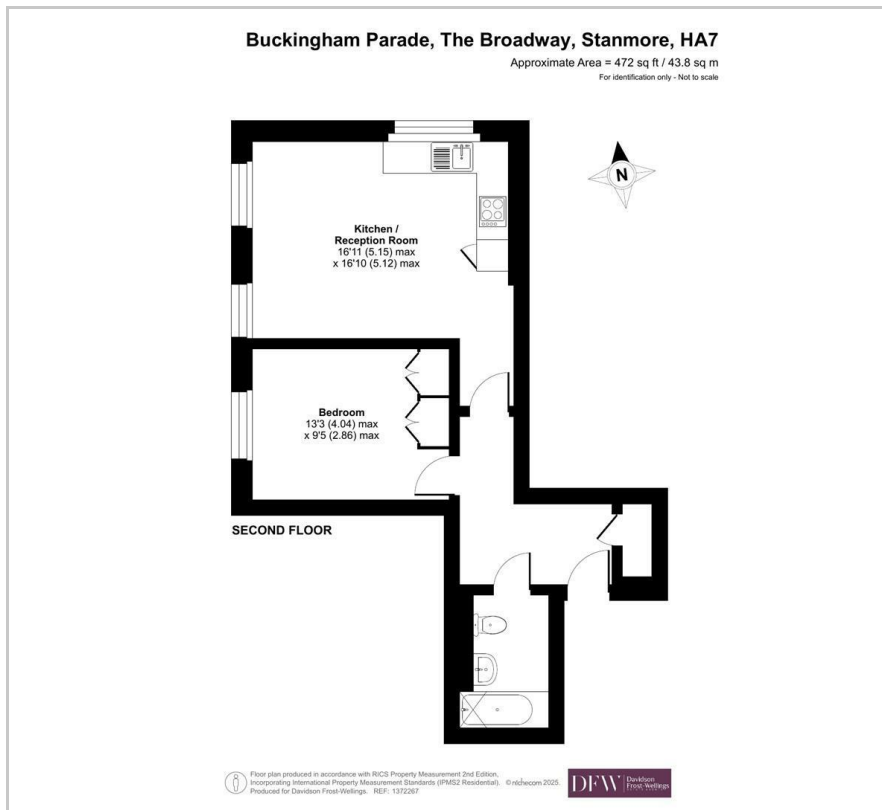 Buckingham Parade, The Broadway, Stanmore, HA7
Approximate Area = 472 sq ft / 43.8 sq m
For identification only - Not to scale
N
Kitchen /
Reception Room
16'11 (5.15) max
x 16'10 (5.12) max
Bedroom
13'3 (4.04) max
x 9'5 (2.86) max
SECOND FLOOR
Floor plan produced in accordance with RICS Property Measurement 2nd Edition,
Incorporating International Property Measurement Standards (IPMS2 Residential). © nichecom 2025.
Produced for Davidson Frost-Wellings. REF: 1372267
DFW
Davidson
Frost-Wellings